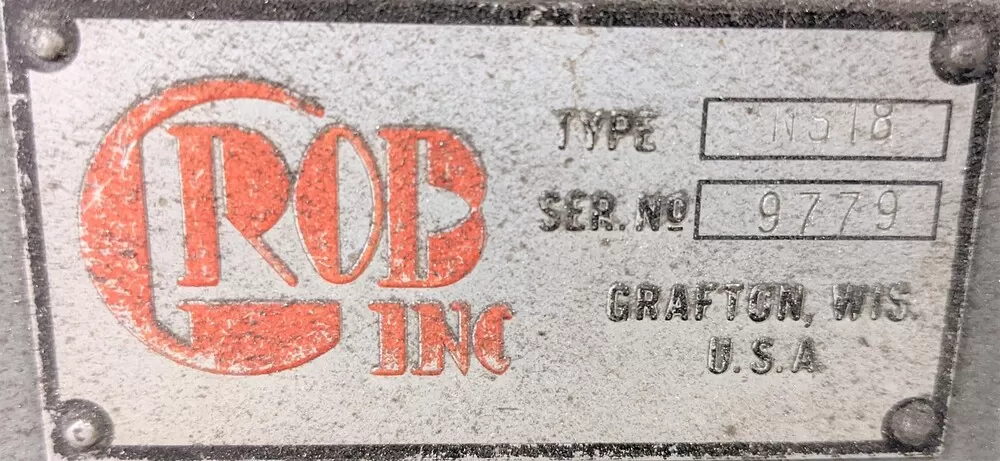 GROB
INC
TYPE NS18
SER. Nº 9779
GRAFTON, WIS.
U.S.A